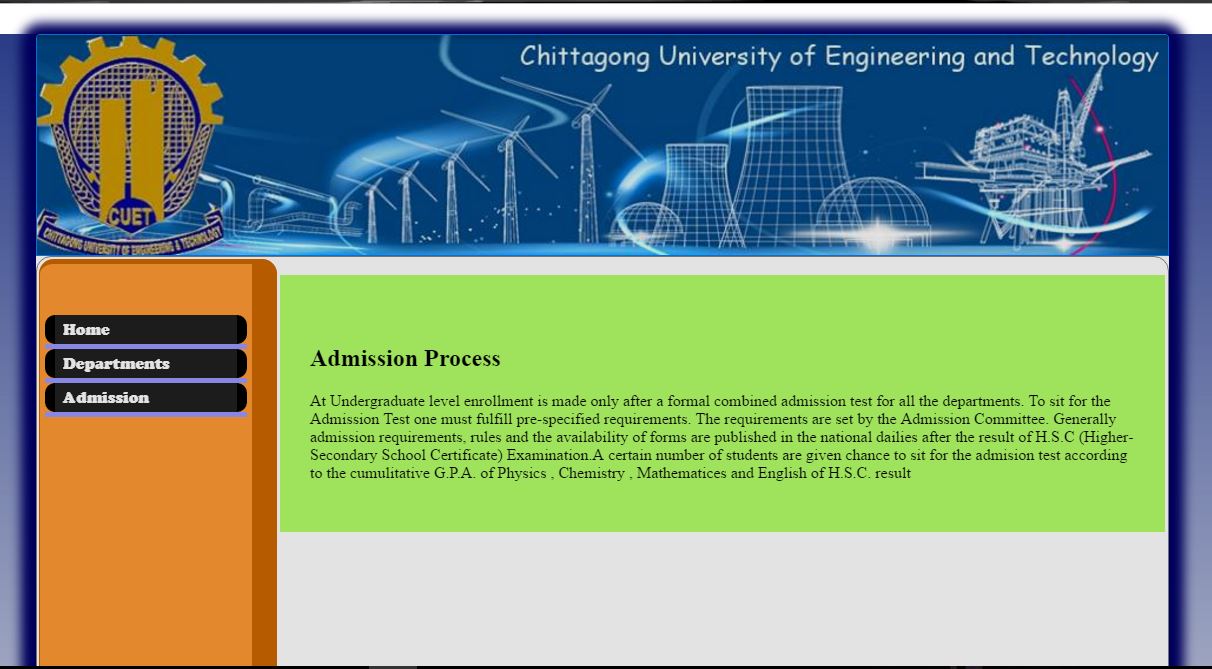 Chittagong University of Engineering and Technology
CUET
CHITTAGONG UNIVERSITY OF ENGINEERING & TECHNOLOGY
Home
Departments
Admission
Admission Process
At Undergraduate level enrollment is made only after a formal combined admission test for all the departments. To sit for the
Admission Test one must fulfill pre-specified requirements. The requirements are set by the Admission Committee. Generally
admission requirements, rules and the availability of forms are published in the national dailies after the result of H.S.C (Higher-
Secondary School Certificate) Examination.A certain number of students are given chance to sit for the admision test according
to the cumulitative G.P.A. of Physics , Chemistry , Mathematices and English of H.S.C. result